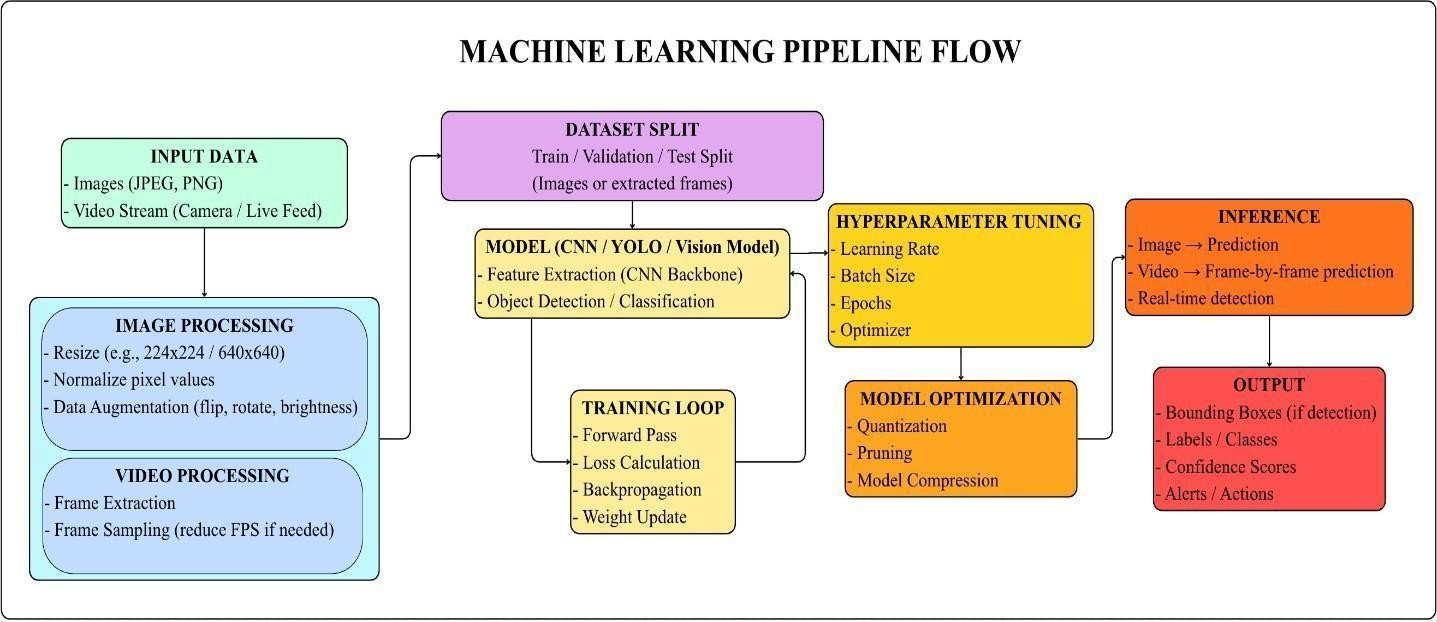 MACHINE LEARNING PIPELINE FLOW
INPUT DATA
- Images (JPEG, PNG)
- Video Stream (Camera / Live Feed)
IMAGE PROCESSING
- Resize (e.g., 224x224 / 640x640)
- Normalize pixel values
- Data Augmentation (flip, rotate, brightness)
VIDEO PROCESSING
- Frame Extraction
- Frame Sampling (reduce FPS if needed)
DATASET SPLIT
Train / Validation / Test Split
(Images or extracted frames)
MODEL (CNN / YOLO / Vision Model)
- Feature Extraction (CNN Backbone)
- Object Detection / Classification
TRAINING LOOP
- Forward Pass
- Loss Calculation
- Backpropagation
- Weight Update
HYPERPARAMETER TUNING
- Learning Rate
- Batch Size
- Epochs
- Optimizer
MODEL OPTIMIZATION
- Quantization
- Pruning
- Model Compression
INFERENCE
- Image → Prediction
- Video → Frame-by-frame prediction
- Real-time detection
OUTPUT
- Bounding Boxes (if detection)
- Labels / Classes
- Confidence Scores
- Alerts / Actions